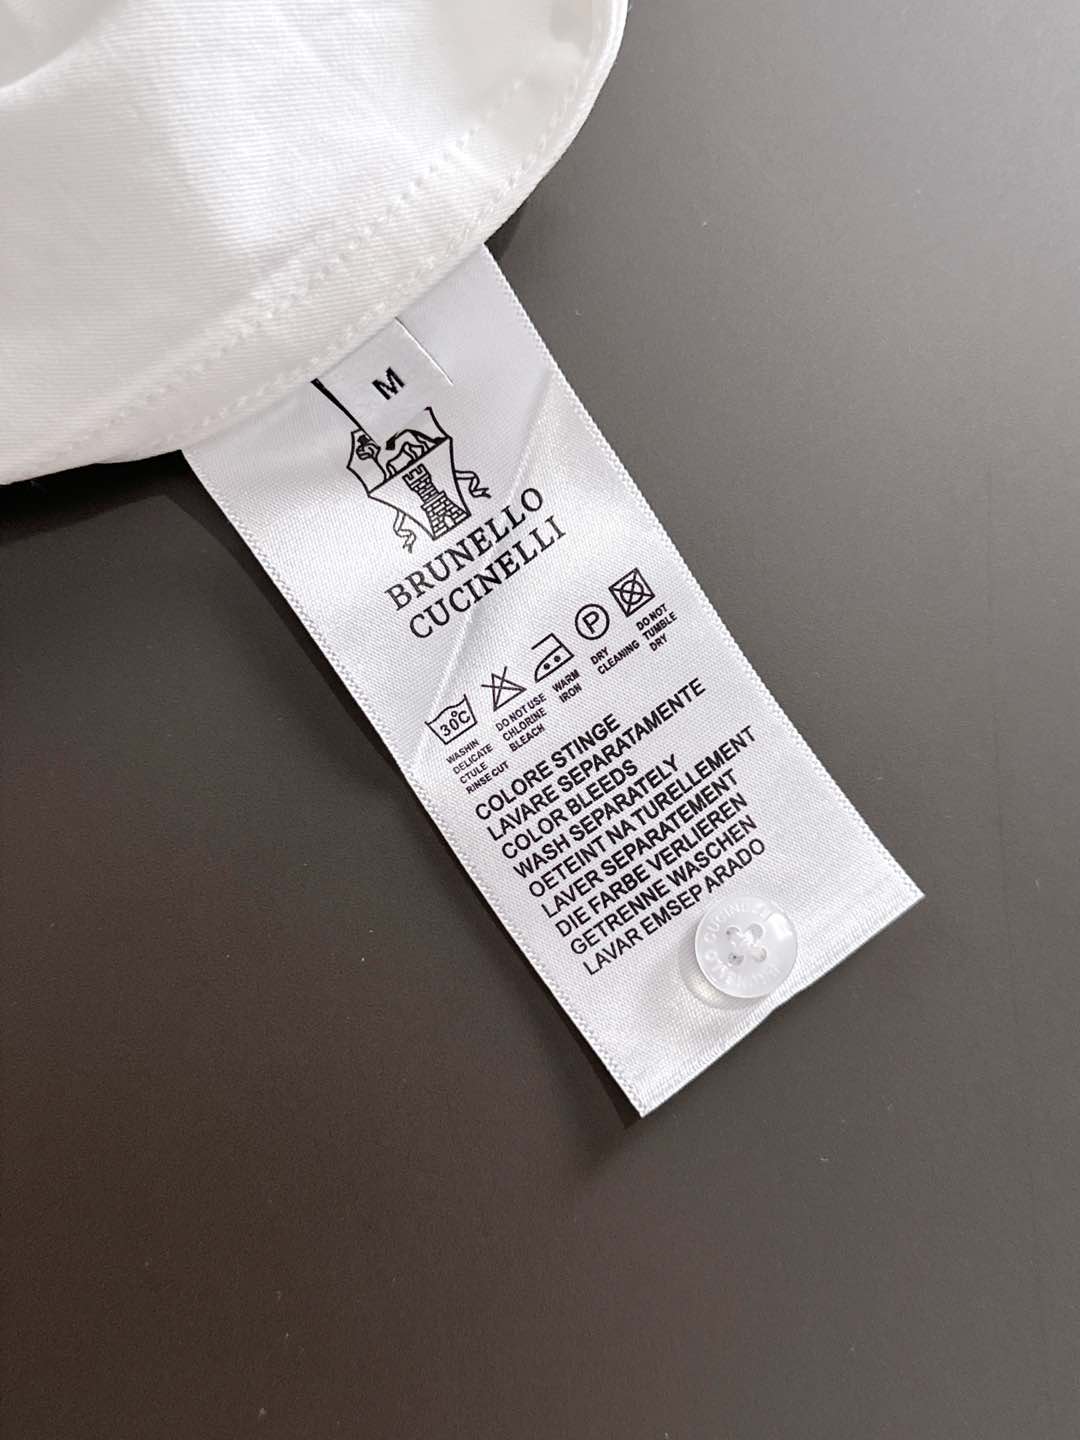 M
BRUNELLO
CUCINELLI
30°C
P
WASHIN
DELICATE
CTULE
RINSE CUT
DO NOT USE
CHLORINE
BLEACH
WARM
IRON
DRY
CLEANING
DO NOT
TUMBLE
DRY
COLORE STINGE
LAVARE SEPARATAMENTE
COLOR BLEEDS
WASH SEPARATELY
OETEINT NATURELLEMENT
LAVER SEPARATEMENT
DIE FARBE VERLIEREN
GETRENNE WASCHEN
LAVAR EMSEP ARADO
CUCINELLI